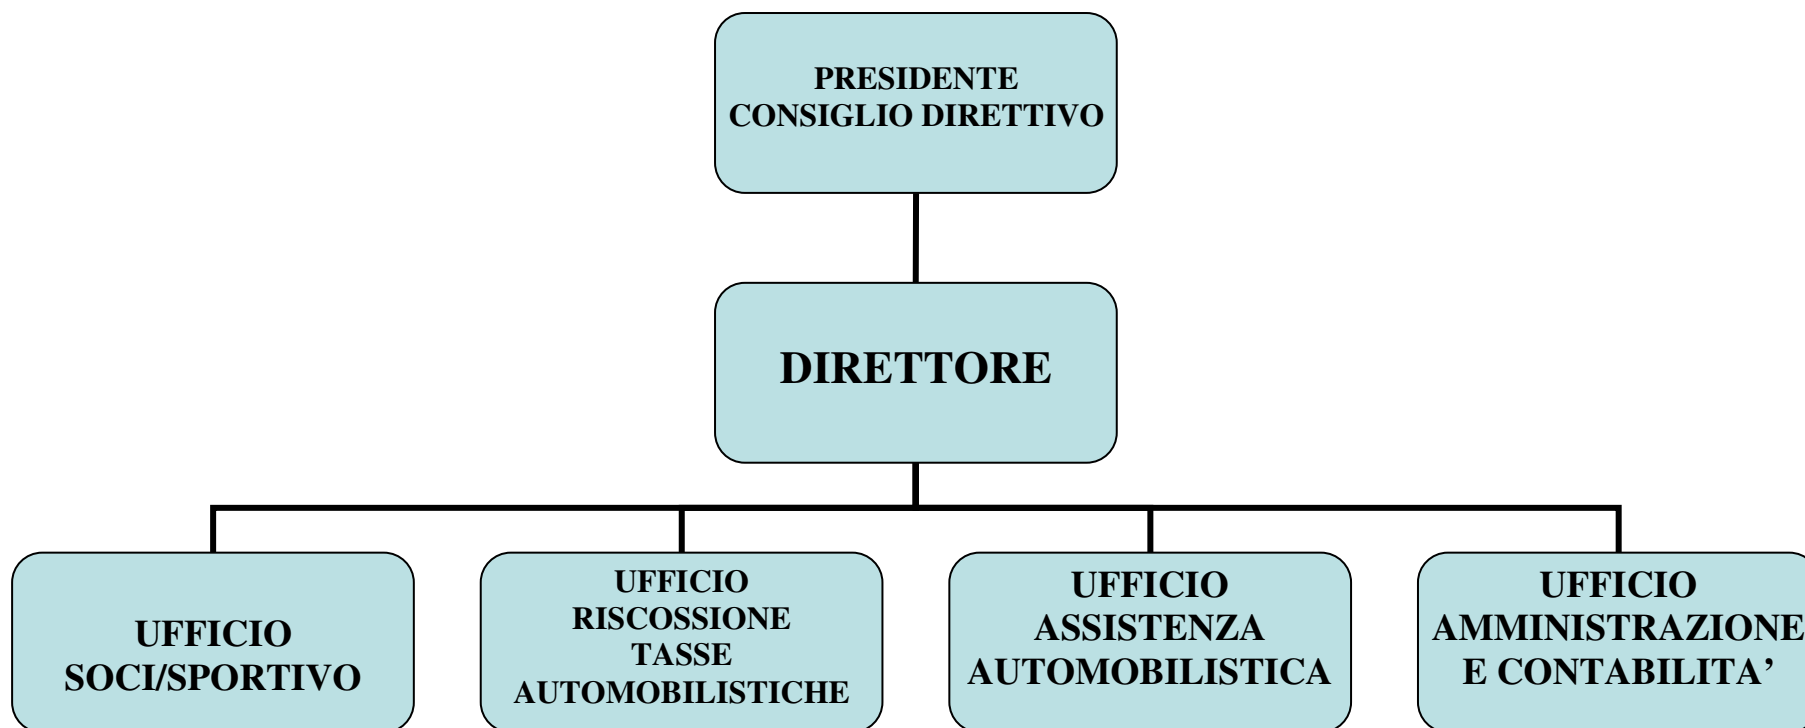 PRESIDENTE
CONSIGLIO DIRETTIVO
DIRETTORE
UFFICIO
SOCI/SPORTIVO
UFFICIO
RISCOSSIONE
TASSE
AUTOMOBILISTICHE
UFFICIO
ASSISTENZA
AUTOMOBILISTICA
UFFICIO
AMMINISTRAZIONE
E CONTABILITA’